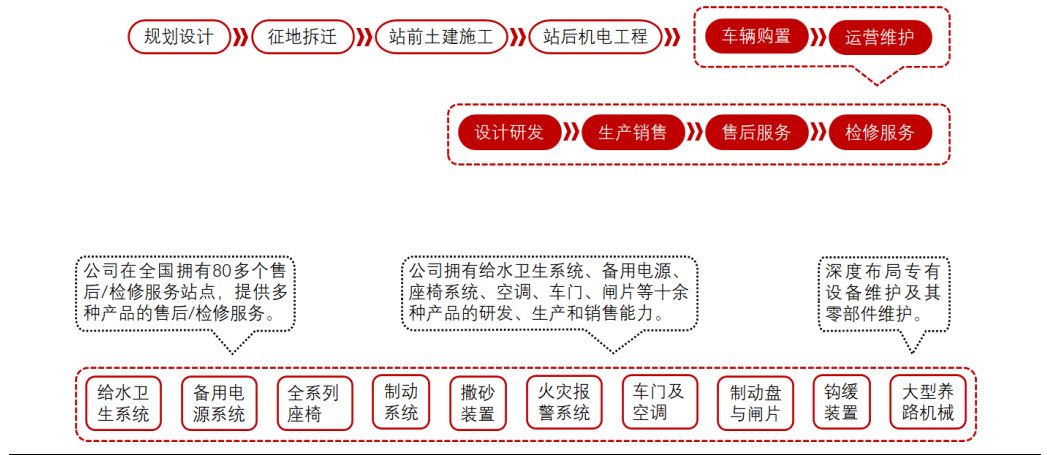 规划设计
征地拆迁
站前土建施工
站后机电工程
车辆购置
运营维护
设计研发
生产销售
售后服务
检修服务
公司在全国拥有80多个售
后/检修服务站点，提供多
种产品的售后/检修服务。
公司拥有给水卫生系统、备用电源、
座椅系统、空调、车门、闸片等十余
种产品的研发、生产和销售能力。
深度布局专有
设备维护及其
零部件维护。
给水卫
生系统
备用电
源系统
全系列
座椅
制动
系统
撒砂
装置
火灾报
警系统
车门及
空调
制动盘
与闸片
钩缓
装置
大型养
路机械